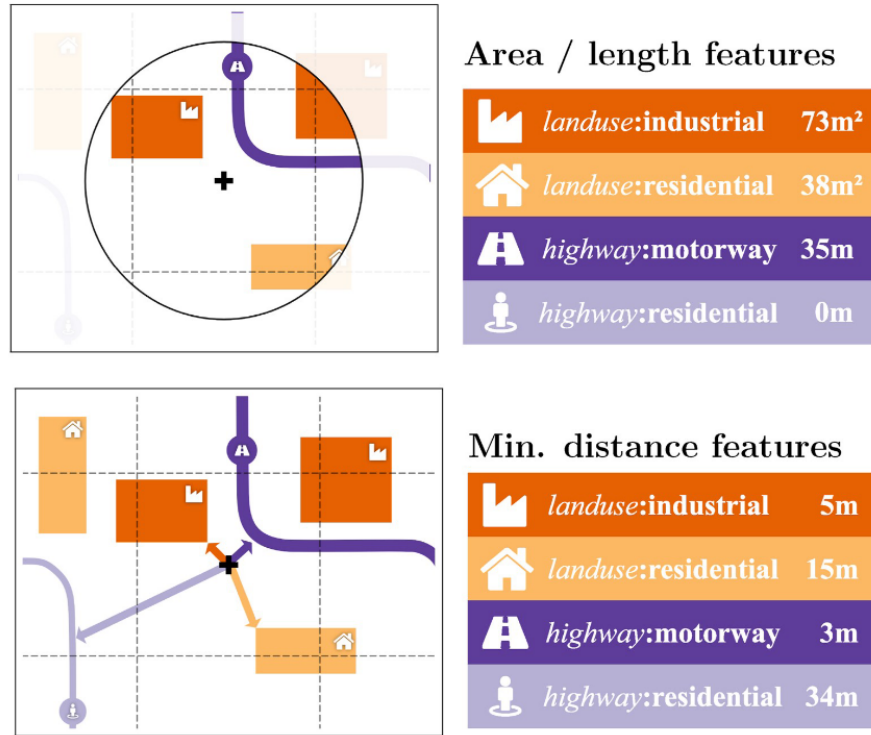 Area / length features
landuse:industrial 73m²
landuse:residential 38m²
highway:motorway 35m
highway:residential 0m
Min. distance features
landuse:industrial 5m
landuse:residential 15m
highway:motorway 3m
highway:residential 34m